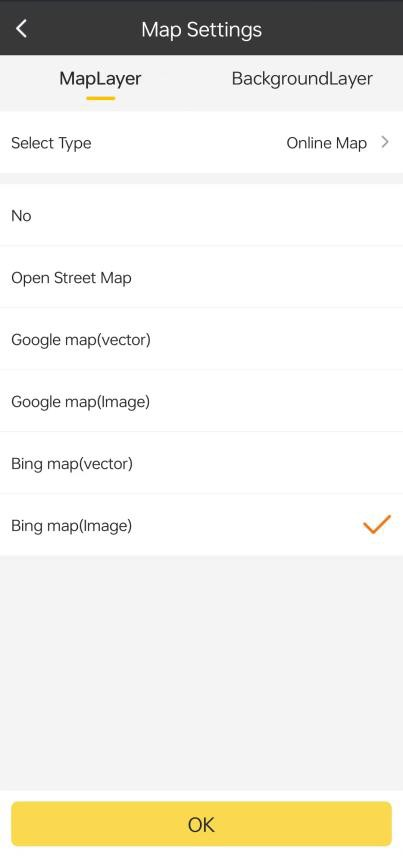 Map Settings
MapLayer BackgroundLayer
Select Type Online Map
No
Open Street Map
Google map(vector)
Google map(Image)
Bing map(vector)
Bing map(Image)
OK